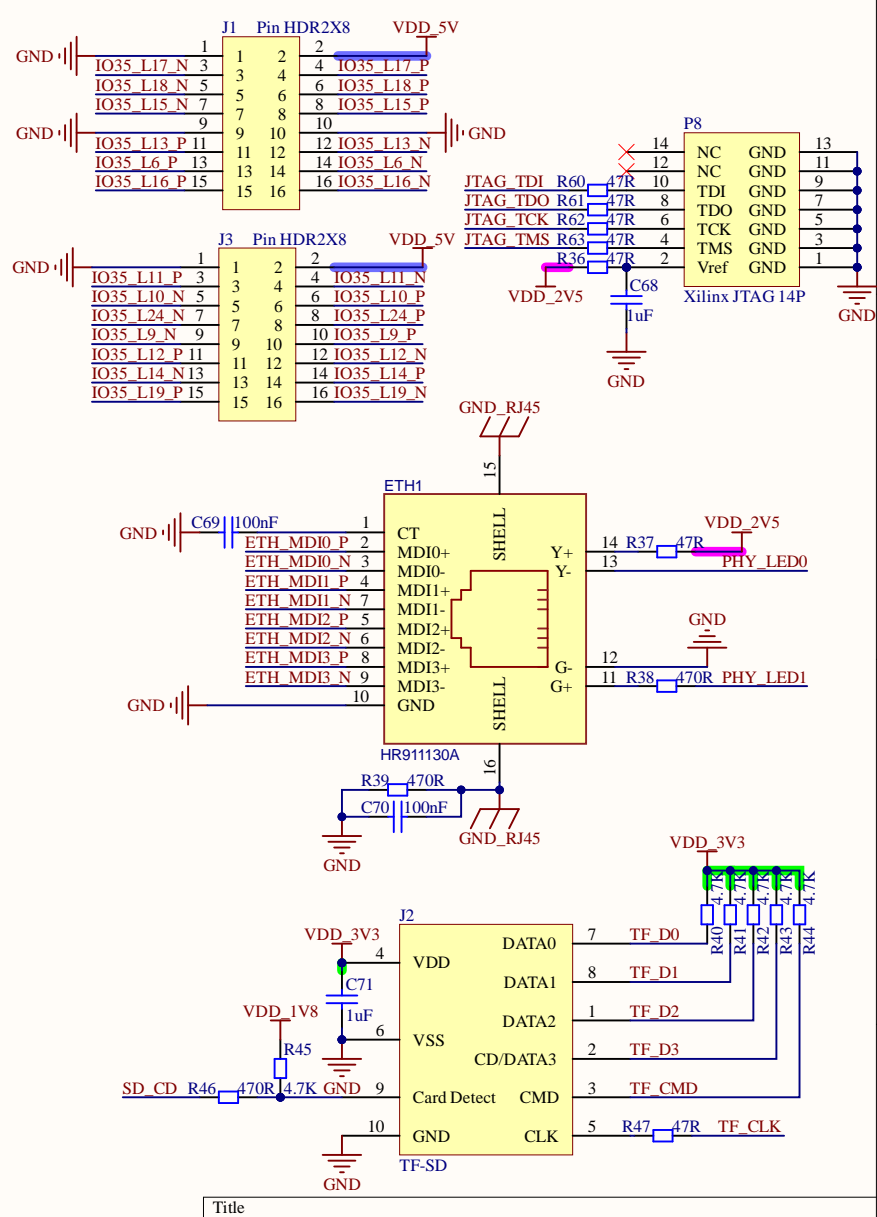 J1 Pin HDR2X8 VDD_5V
GND 1 1 2 2
IO35_L17_N 3 3 4 4 IO35_L17_P
IO35_L18_N 5 5 6 6 IO35_L18_P
IO35_L15_N 7 7 8 8 IO35_L15_P
GND 9 9 10 10 GND
IO35_L13_P 11 11 12 12 IO35_L13_N
IO35_L6_P 13 13 14 14 IO35_L6_N
IO35_L16_P 15 15 16 16 IO35_L16_N
P8
14 NC GND 13
12 NC GND 11
JTAG_TDI R60 47R 10 TDI GND 9
JTAG_TDO R61 47R 8 TDO GND 7
JTAG_TCK R62 47R 6 TCK GND 5
JTAG_TMS R63 47R 4 TMS GND 3
R36 47R 2 Vref GND 1
VDD_2V5 C68 Xilinx JTAG 14P
1uF GND
GND
J3 Pin HDR2X8 VDD_5V
GND 1 1 2 2
IO35_L11_P 3 3 4 4 IO35_L11_N
IO35_L10_N 5 5 6 6 IO35_L10_P
IO35_L24_N 7 7 8 8 IO35_L24_P
IO35_L9_N 9 9 10 10 IO35_L9_P
IO35_L12_P 11 11 12 12 IO35_L12_N
IO35_L14_N 13 13 14 14 IO35_L14_P
IO35_L19_P 15 15 16 16 IO35_L19_N
GND_RJ45
15
ETH1
SHELL
GND C69 100nF 1 CT
ETH_MDI0_P 2 MDI0+
ETH_MDI0_N 3 MDI0-
ETH_MDI1_P 4 MDI1+
ETH_MDI1_N 7 MDI1-
ETH_MDI2_P 5 MDI2+
ETH_MDI2_N 6 MDI2-
ETH_MDI3_P 8 MDI3+
ETH_MDI3_N 9 MDI3-
GND 10 GND
VDD_2V5
Y+ 14 R37 47R
Y- 13 PHY_LED0
GND
G- 12
G+ 11 R38 470R PHY_LED1
SHELL
HR911130A
16
R39 470R
C70 100nF
GND GND_RJ45
VDD_3V3
4.7K 4.7K 4.7K 4.7K 4.7K
R40 R41 R42 R43 R44
J2
VDD_3V3
4 VDD
C71
1uF
6 VSS
GND
VDD_1V8
R45
4.7K
SD_CD R46 470R 9 Card Detect
10 GND
GND
DATA0 7 TF_D0
DATA1 8 TF_D1
DATA2 1 TF_D2
CD/DATA3 2 TF_D3
CMD 3 TF_CMD
CLK 5 R47 47R TF_CLK
TF-SD
Title